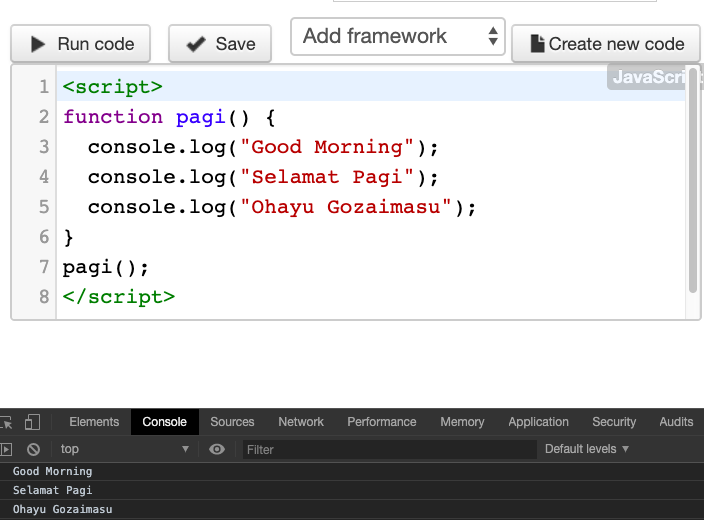 Run code Save Add framework Create new code
JavaScript
1 <script>
2 function pagi() {
3   console.log("Good Morning");
4   console.log("Selamat Pagi");
5   console.log("Ohayu Gozaimasu");
6 }
7 pagi();
8 </script>
Elements Console Sources Network Performance Memory Application Security Audits
top Filter Default levels
Good Morning
Selamat Pagi
Ohayu Gozaimasu